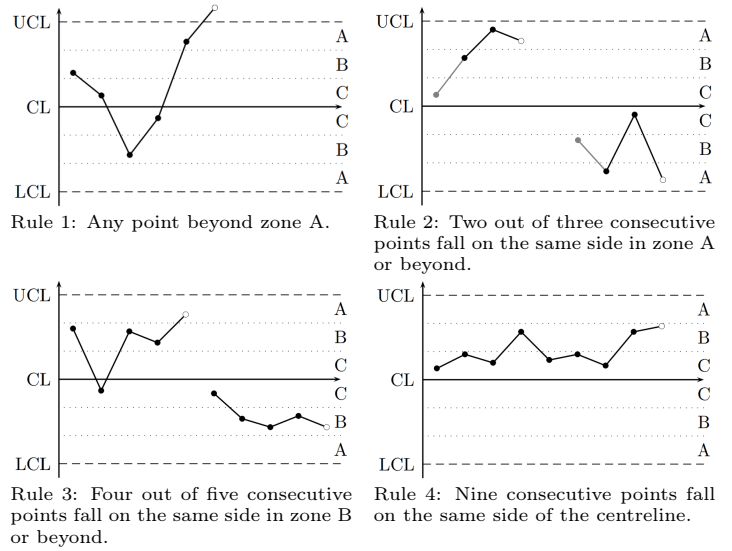 UCL
A
B
C
CL
C
B
A
LCL
Rule 1: Any point beyond zone A.
UCL
A
B
C
CL
C
B
A
LCL
Rule 2: Two out of three consecutive
points fall on the same side in zone A
or beyond.
UCL
A
B
C
CL
C
B
A
LCL
Rule 3: Four out of five consecutive
points fall on the same side in zone B
or beyond.
UCL
A
B
C
CL
C
B
A
LCL
Rule 4: Nine consecutive points fall
on the same side of the centreline.